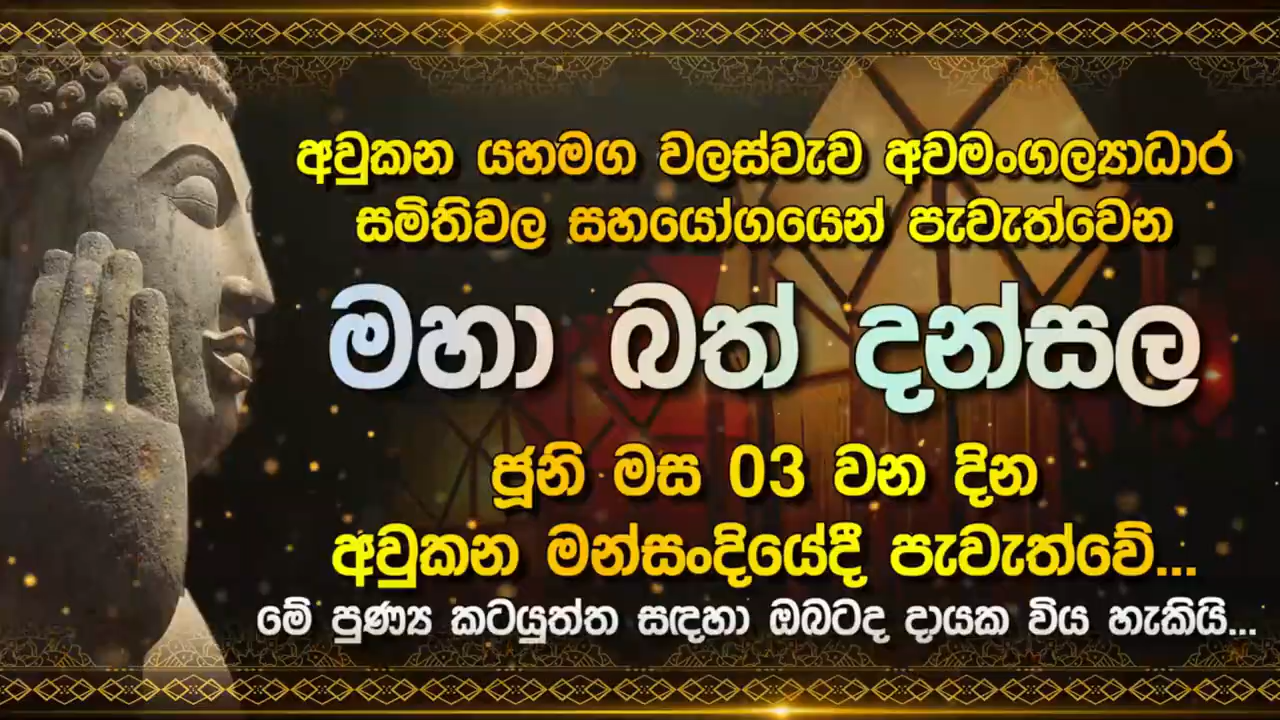 අවුකන යහමග වලස්වැව අවමංගල්‍යාධාර
සමිතිවල සහයෝගයෙන් පැවැත්වෙන
මහා බත් දන්සල
ජූනි මස 03 වන දින
අවුකන මන්සංදියේදී පැවැත්වේ...
මේ පුණ්‍ය කටයුත්ත සඳහා ඔබටද දායක විය හැකියි...